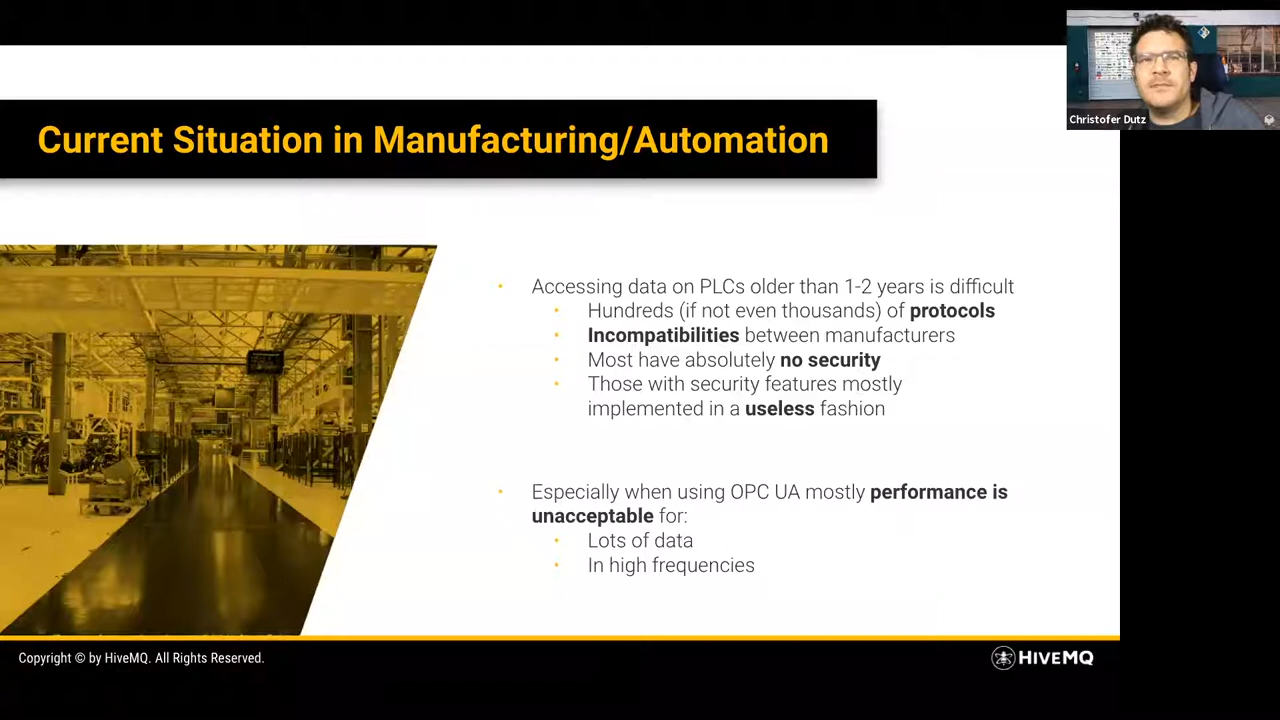 Christofer Dutz
Current Situation in Manufacturing/Automation
• Accessing data on PLCs older than 1-2 years is difficult
• Hundreds (if not even thousands) of protocols
• Incompatibilities between manufacturers
• Most have absolutely no security
• Those with security features mostly
implemented in a useless fashion
• Especially when using OPC UA mostly performance is
unacceptable for:
• Lots of data
• In high frequencies
Copyright © by HiveMQ. All Rights Reserved.
HIVEMQ